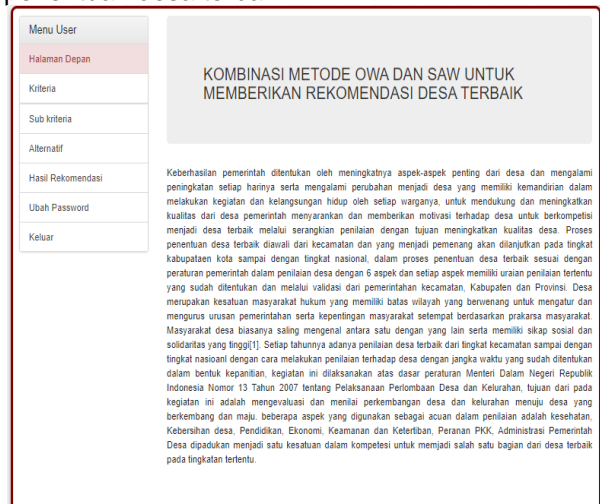 Menu User
Halaman Depan
Kriteria
Sub kriteria
Alternatif
Hasil Rekomendasi
Ubah Password
Keluar
KOMBINASI METODE OWA DAN SAW UNTUK
MEMBERIKAN REKOMENDASI DESA TERBAIK
Keberhasilan pemerintah ditentukan oleh meningkatnya aspek-aspek penting dari desa dan mengalami
peningkatan setiap harinya serta mengalami perubahan menjadi desa yang memiliki kemandirian dalam
melakukan kegiatan dan kelangsungan hidup oleh setiap warganya, untuk mendukung dan meningkatkan
kualitas dari desa pemerintah menyarankan dan memberikan motivasi terhadap desa untuk berkompetisi
menjadi desa terbaik melalui serangkian penilaian dengan tujuan meningkatkan kualitas desa. Proses
penentuan desa terbaik diawali dari kecamatan dan yang menjadi pemenang akan dilanjutkan pada tingkat
kabupataen kota sampai dengan tingkat nasional, dalam proses penentuan desa terbaik sesuai dengan
peraturan pemerintah dalam penilaian desa dengan 6 aspek dan setiap aspek memiliki uraian penilaian tertentu
yang sudah ditentukan dan melalui validasi dari pemerintahan kecamatan, Kabupaten dan Provinsi. Desa
merupakan kesatuan masyarakat hukum yang memiliki batas wilayah yang berwenang untuk mengatur dan
mengurus urusan pemerintahan serta kepentingan masyarakat setempat berdasarkan prakarsa masyarakat.
Masyarakat desa biasanya saling mengenal antara satu dengan yang lain serta memiliki sikap sosial dan
solidaritas yang tinggi[1]. Setiap tahunnya adanya penilaian desa terbaik dari tingkat kecamatan sampai dengan
tingkat nasioanl dengan cara melakukan penilaian terhadap desa dengan jangka waktu yang sudah ditentukan
dalam bentuk kepanitian, kegiatan ini dilaksanakan atas dasar peraturan Menteri Dalam Negeri Republik
Indonesia Nomor 13 Tahun 2007 tentang Pelaksanaan Perlombaan Desa dan Kelurahan, tujuan dari pada
kegiatan ini adalah mengevaluasi dan menilai perkembangan desa dan kelurahan menuju desa yang
berkembang dan maju. beberapa aspek yang digunakan sebagai acuan dalam penilaian adalah kesehatan,
Kebersihan desa, Pendidikan, Ekonomi, Keamanan dan Ketertiban, Peranan PKK, Administrasi Pemerintah
Desa dipadukan menjadi satu kesatuan dalam kompetesi untuk memjadi salah satu bagian dari desa terbaik
pada tingkatan tertentu.